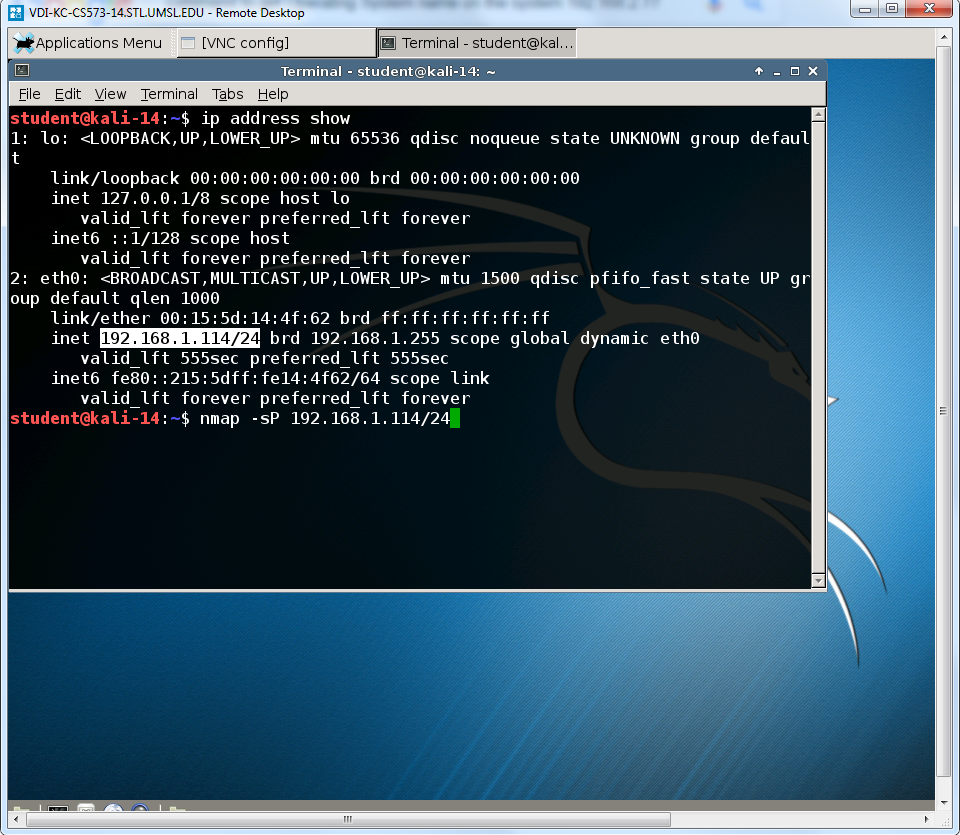 VDI-KC-CS573-14.STL.UMSL.EDU - Remote Desktop
Applications Menu [VNC config] Terminal - student@kal...
Terminal - student@kali-14: ~
File Edit View Terminal Tabs Help
student@kali-14:~$ ip address show
1: lo: <LOOPBACK,UP,LOWER_UP> mtu 65536 qdisc noqueue state UNKNOWN group defaul
t
link/loopback 00:00:00:00:00:00 brd 00:00:00:00:00:00
inet 127.0.0.1/8 scope host lo
valid_lft forever preferred_lft forever
inet6 ::1/128 scope host
valid_lft forever preferred_lft forever
2: eth0: <BROADCAST,MULTICAST,UP,LOWER_UP> mtu 1500 qdisc pfifo_fast state UP gr
oup default qlen 1000
link/ether 00:15:5d:14:4f:62 brd ff:ff:ff:ff:ff:ff
inet 192.168.1.114/24 brd 192.168.1.255 scope global dynamic eth0
valid_lft 555sec preferred_lft 555sec
inet6 fe80::215:5dff:fe14:4f62/64 scope link
valid_lft forever preferred_lft forever
student@kali-14:~$ nmap -sP 192.168.1.114/24